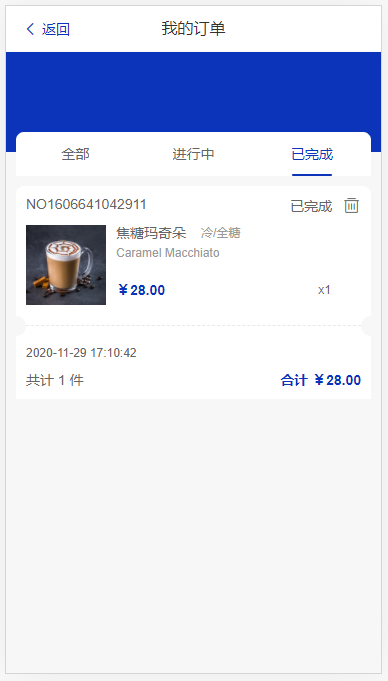 返回
我的订单
全部 进行中 已完成
NO1606641042911 已完成
焦糖玛奇朵 冷/全糖
Caramel Macchiato
￥28.00 x1
2020-11-29 17:10:42
共计 1 件 合计 ￥28.00